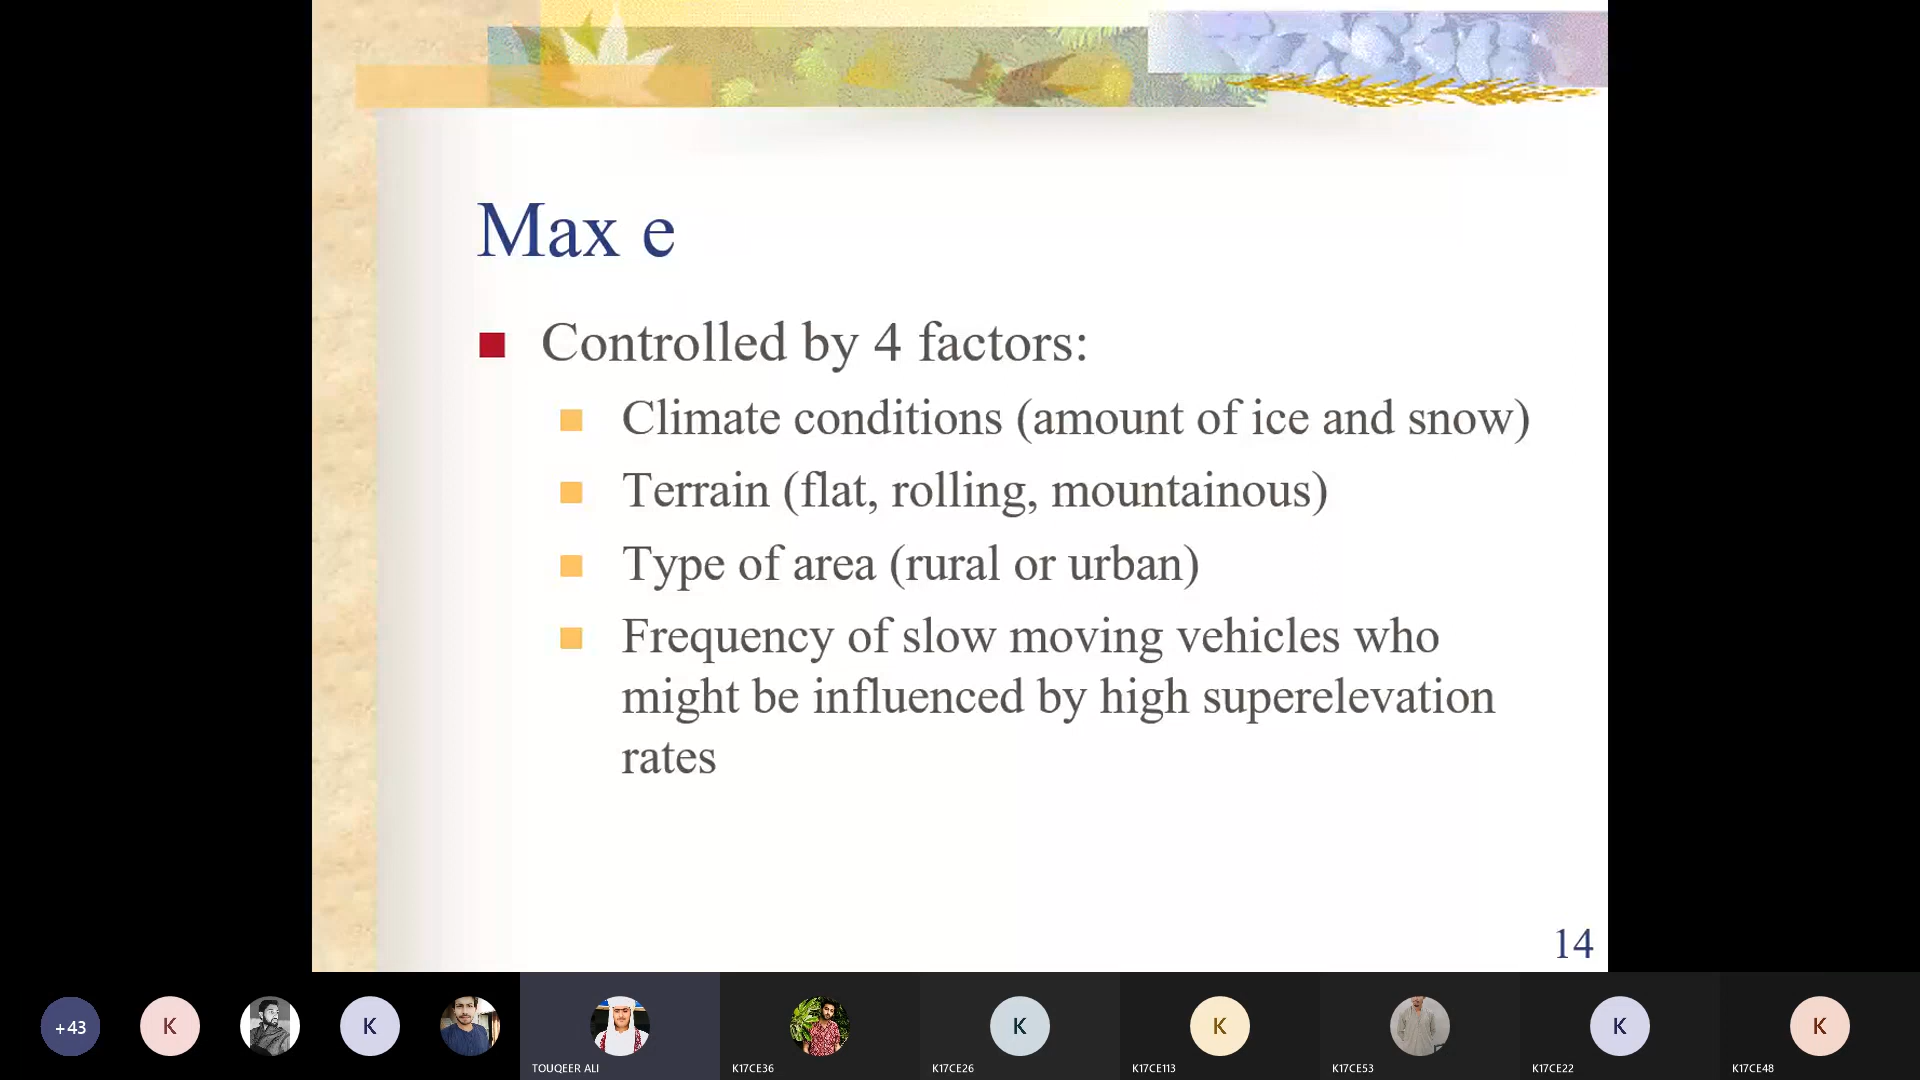 Max e
Controlled by 4 factors:
Climate conditions (amount of ice and snow)
Terrain (flat, rolling, mountainous)
Type of area (rural or urban)
Frequency of slow moving vehicles who
might be influenced by high superelevation
rates
14
+43
K
K
K
K
K
K
TOUQEER ALI
K17CE36
K17CE26
K17CE113
K17CE53
K17CE22
K17CE48